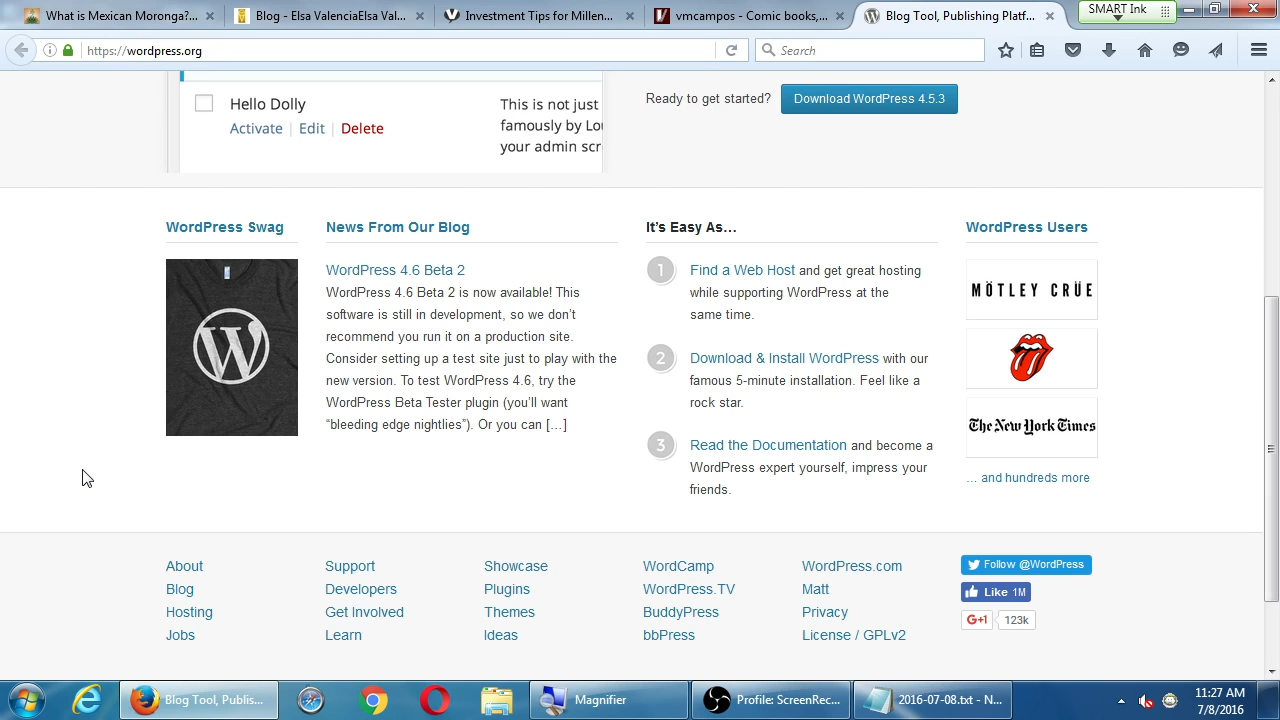 What is Mexican Moronga?...
Blog - Elsa ValenciaElsa Val...
Investment Tips for Millen...
vmcampos - Comic books,...
Blog Tool, Publishing Platf...
SMART Ink
https://wordpress.org
Search
Hello Dolly
Activate | Edit | Delete
This is not just
famously by Lou
your admin scre
Ready to get started?
Download WordPress 4.5.3
WordPress Swag
News From Our Blog
WordPress 4.6 Beta 2
WordPress 4.6 Beta 2 is now available! This
software is still in development, so we don’t
recommend you run it on a production site.
Consider setting up a test site just to play with the
new version. To test WordPress 4.6, try the
WordPress Beta Tester plugin (you’ll want
“bleeding edge nightlies”). Or you can […]
It’s Easy As…
1
Find a Web Host and get great hosting
while supporting WordPress at the
same time.
2
Download & Install WordPress with our
famous 5-minute installation. Feel like a
rock star.
3
Read the Documentation and become a
WordPress expert yourself, impress your
friends.
WordPress Users
MÖTLEY CRÜE
The New York Times
… and hundreds more
About
Blog
Hosting
Jobs
Support
Developers
Get Involved
Learn
Showcase
Plugins
Themes
Ideas
WordCamp
WordPress.TV
BuddyPress
bbPress
WordPress.com
Matt
Privacy
License / GPLv2
Follow @WordPress
Like 1M
G+1 123k
Blog Tool, Publis...
Magnifier
Profile: ScreenRec...
2016-07-08.txt - N...
11:27 AM
7/8/2016